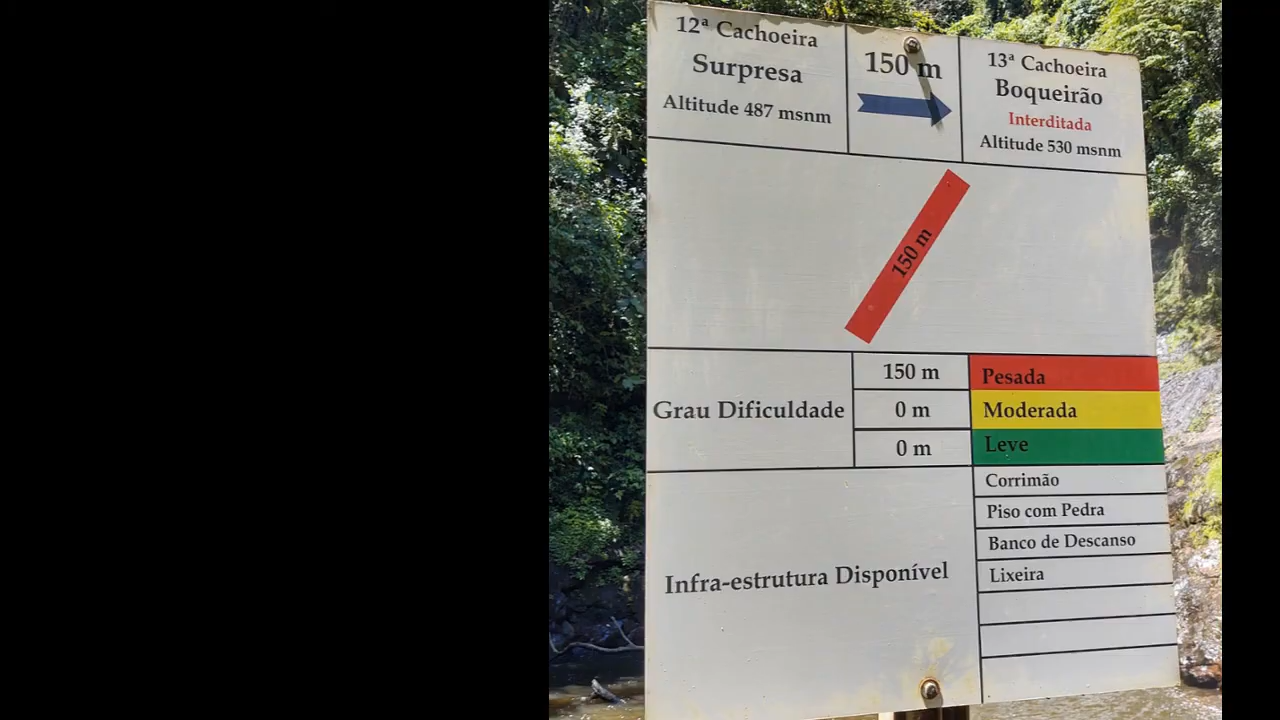 12ª Cachoeira
Surpresa
Altitude 487 msnm
150 m
13ª Cachoeira
Boqueirão
Interditada
Altitude 530 msnm
150 m
Grau Dificuldade
150 m
Pesada
0 m
Moderada
0 m
Leve
Infra-estrutura Disponível
Corrimão
Piso com Pedra
Banco de Descanso
Lixeira